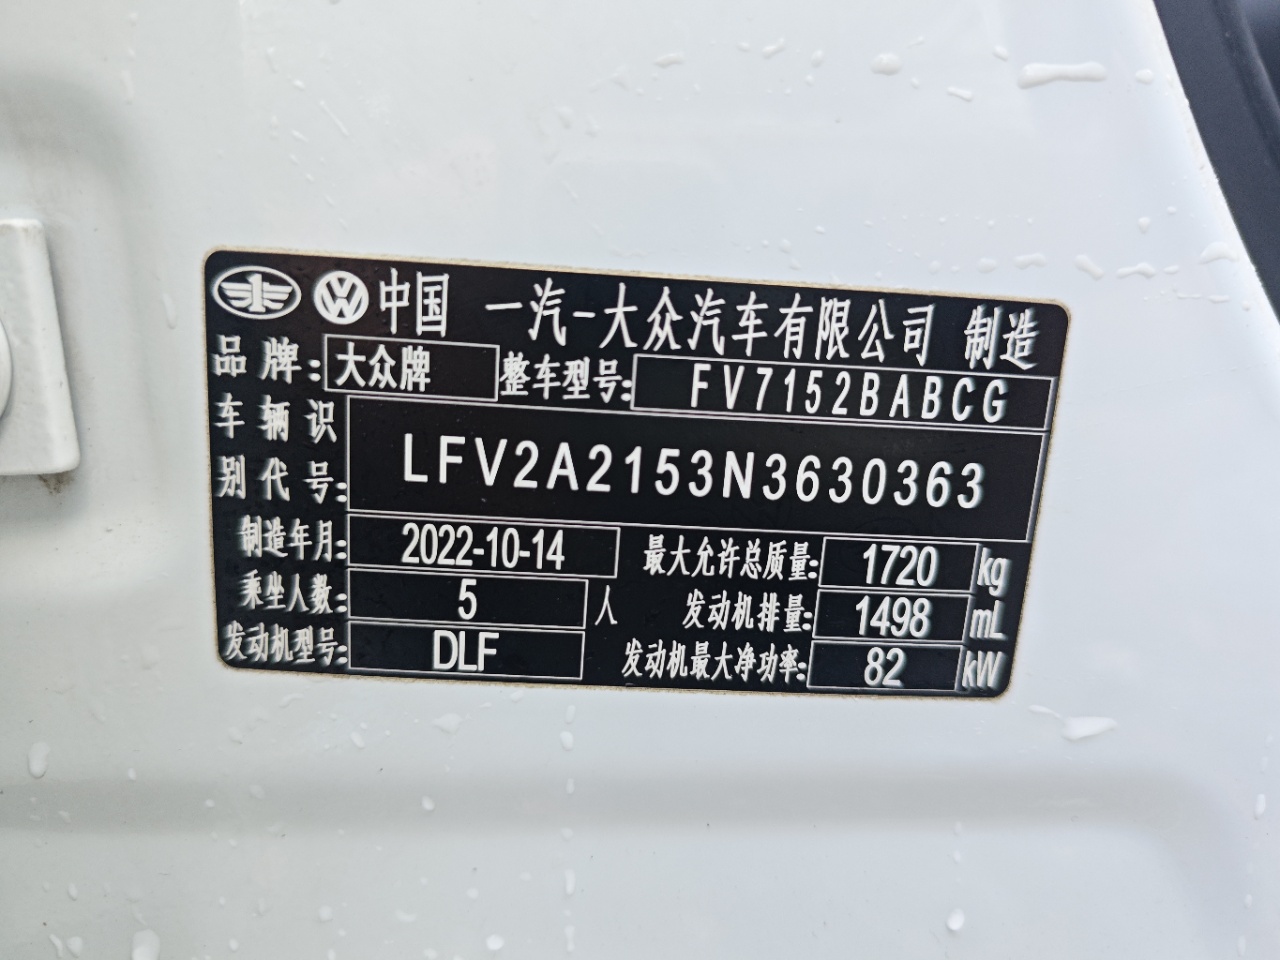 中国 一汽-大众汽车有限公司 制造
品牌: 大众牌 整车型号: FV7152BABCG
车辆识别代号: LFV2A2153N3630363
制造年月: 2022-10-14 最大允许总质量: 1720 kg
乘坐人数: 5 人 发动机排量: 1498 mL
发动机型号: DLF 发动机最大净功率: 82 kW